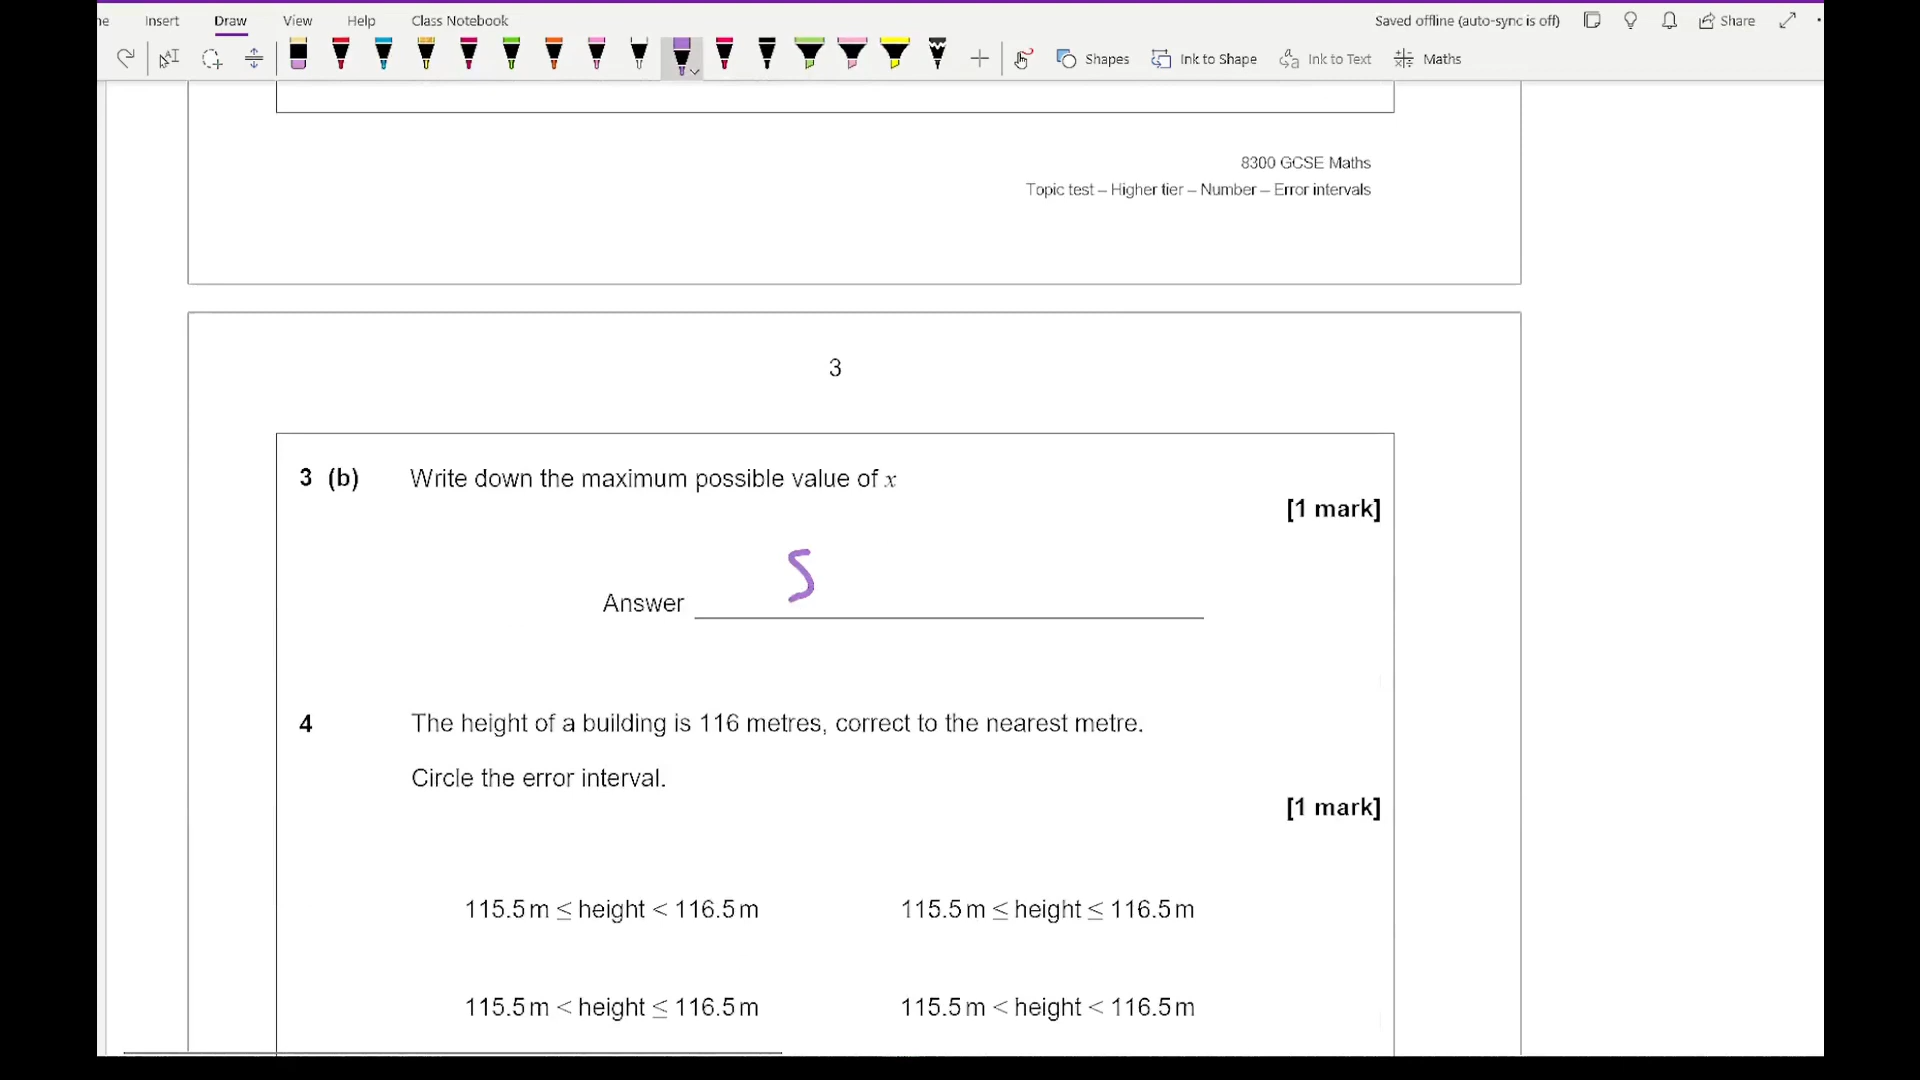 Insert Draw View Help Class Notebook Saved offline (auto-sync is off) Share
Shapes Ink to Shape Ink to Text Maths
8300 GCSE Maths
Topic test – Higher tier – Number – Error intervals
3
3 (b) Write down the maximum possible value of x
[1 mark]
5
Answer
4 The height of a building is 116 metres, correct to the nearest metre.
Circle the error interval.
[1 mark]
115.5 m ≤ height < 116.5 m 115.5 m ≤ height ≤ 116.5 m
115.5 m < height ≤ 116.5 m 115.5 m < height < 116.5 m